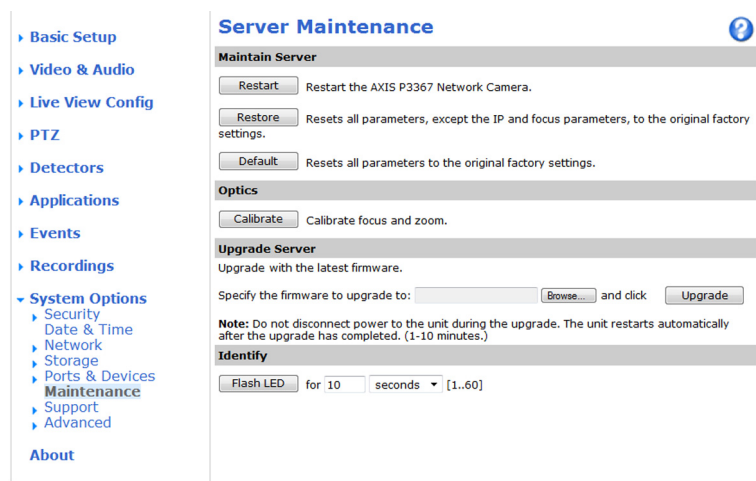 Basic Setup
Video & Audio
Live View Config
PTZ
Detectors
Applications
Events
Recordings
System Options
Security
Date & Time
Network
Storage
Ports & Devices
Maintenance
Support
Advanced
About
Server Maintenance
?
Maintain Server
Restart Restart the AXIS P3367 Network Camera.
Restore Resets all parameters, except the IP and focus parameters, to the original factory
settings.
Default Resets all parameters to the original factory settings.
Optics
Calibrate Calibrate focus and zoom.
Upgrade Server
Upgrade with the latest firmware.
Specify the firmware to upgrade to: Browse... and click Upgrade
Note: Do not disconnect power to the unit during the upgrade. The unit restarts automatically
after the upgrade has completed. (1-10 minutes.)
Identify
Flash LED for 10 seconds [1..60]